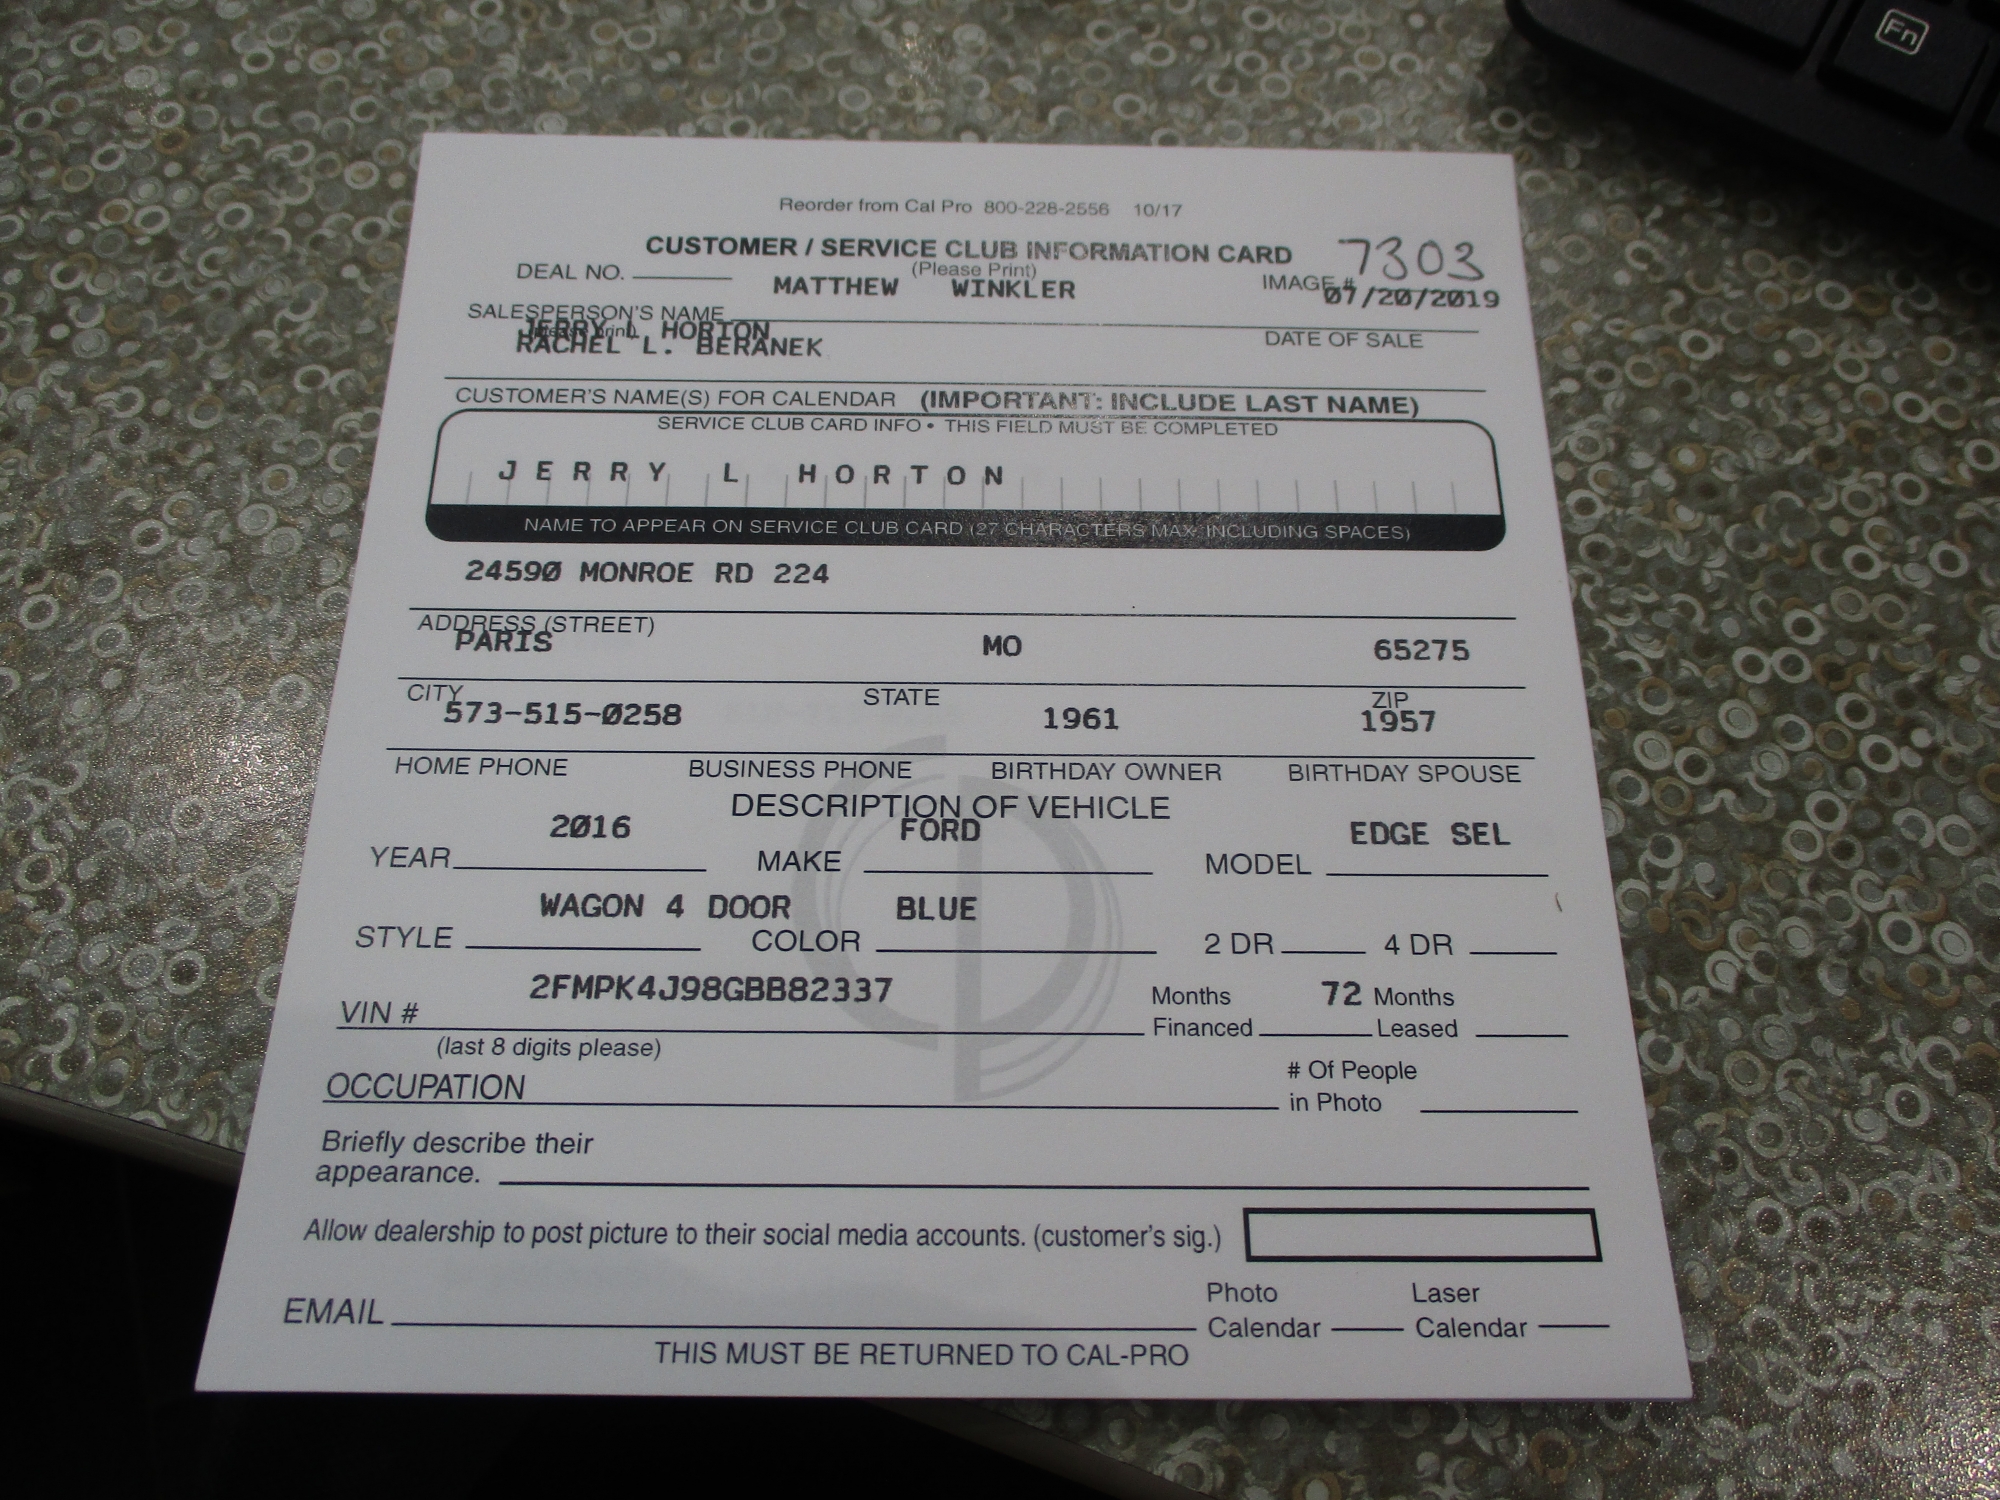 Fn
Reorder from Cal Pro 800-228-2556 10/17
CUSTOMER / SERVICE CLUB INFORMATION CARD 7303
(Please Print)
DEAL NO. IMAGE #
MATTHEW WINKLER 07/20/2019
SALESPERSON'S NAME
(please print) DATE OF SALE
JERRY L HORTON
RACHEL L. BERANEK
CUSTOMER'S NAME(S) FOR CALENDAR (IMPORTANT: INCLUDE LAST NAME)
SERVICE CLUB CARD INFO • THIS FIELD MUST BE COMPLETED
JERRY L HORTON
NAME TO APPEAR ON SERVICE CLUB CARD (27 CHARACTERS MAX. INCLUDING SPACES)
24590 MONROE RD 224
ADDRESS (STREET)
PARIS MO 65275
CITY STATE ZIP
573-515-0258 1961 1957
HOME PHONE BUSINESS PHONE BIRTHDAY OWNER BIRTHDAY SPOUSE
DESCRIPTION OF VEHICLE
2016 FORD EDGE SEL
YEAR MAKE MODEL
WAGON 4 DOOR BLUE
STYLE COLOR 2 DR 4 DR
2FMPK4J98GBB82337 Months 72 Months
VIN # Financed Leased
(last 8 digits please)
OCCUPATION # Of People
in Photo
Briefly describe their
appearance.
Allow dealership to post picture to their social media accounts. (customer's sig.)
Photo Laser
EMAIL Calendar Calendar
THIS MUST BE RETURNED TO CAL-PRO